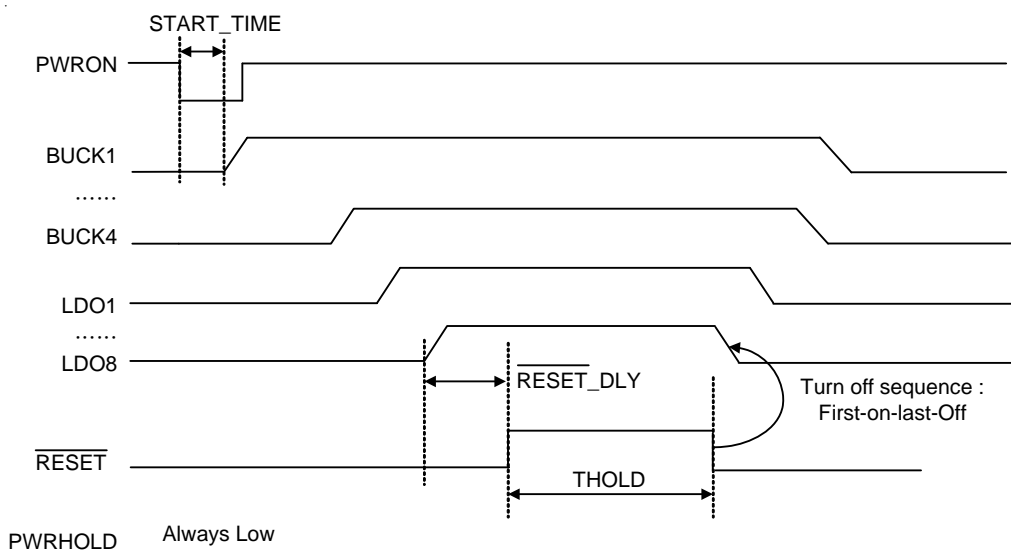 START_TIME
PWRON
BUCK1
......
BUCK4
LDO1
......
LDO8
RESET_DLY
Turn off sequence :
First-on-last-Off
RESET
THOLD
PWRHOLD Always Low